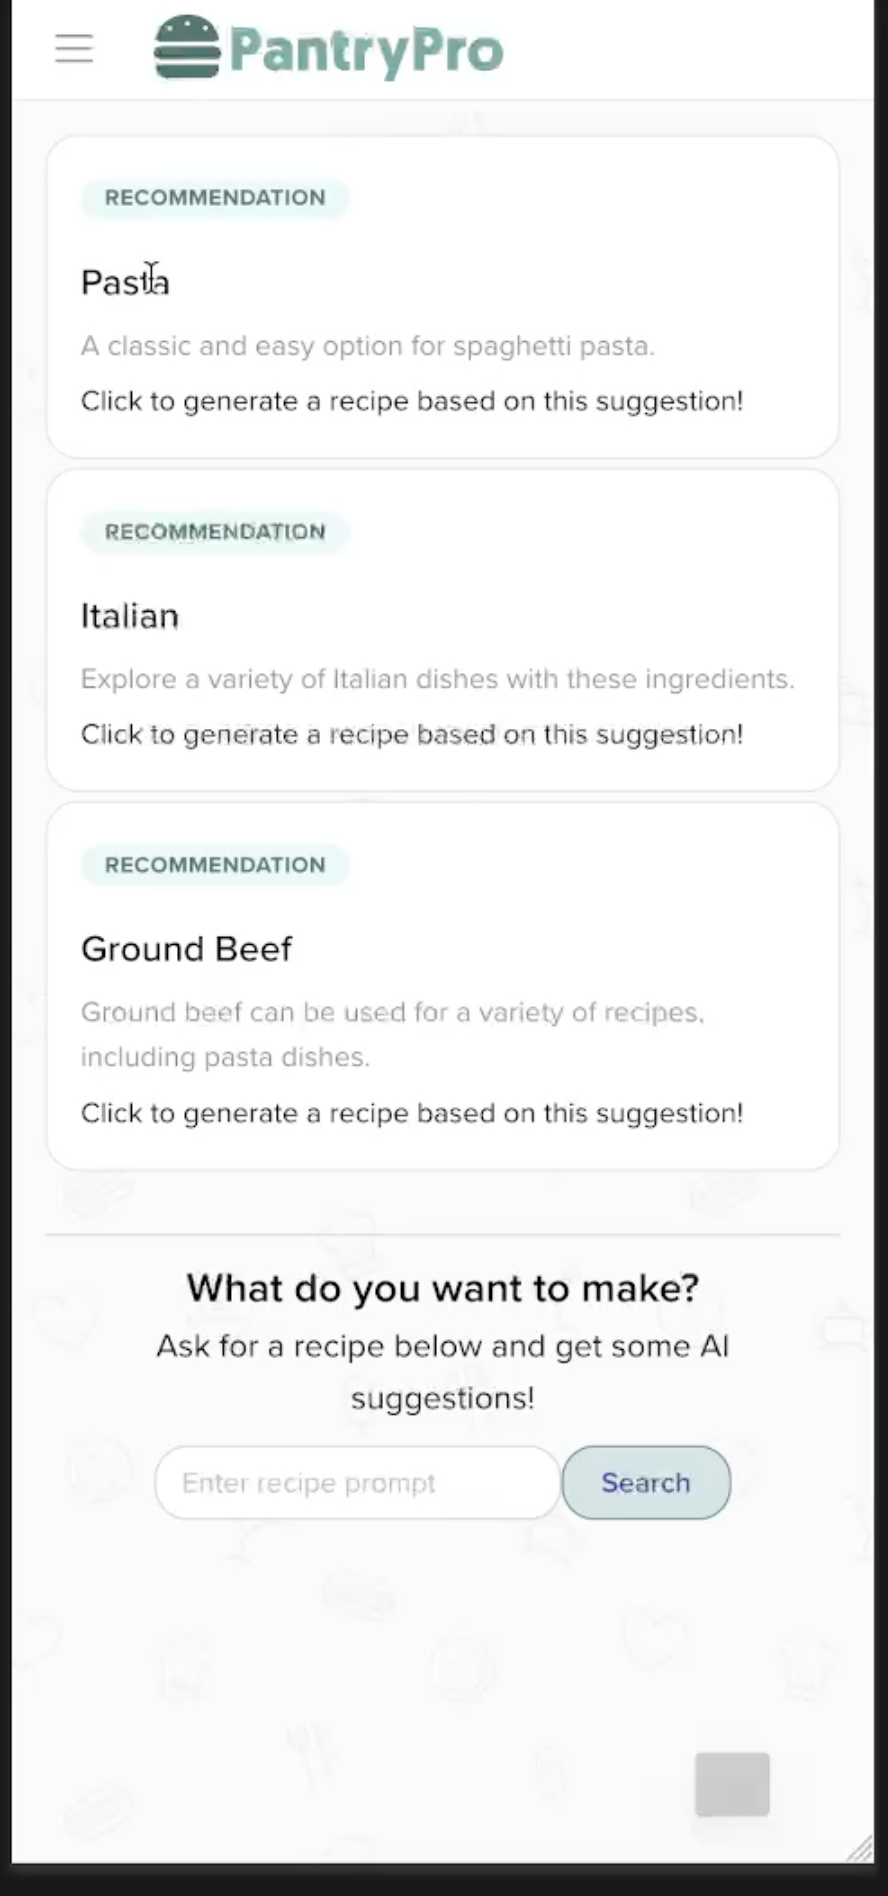 PantryPro
RECOMMENDATION
Pasta
A classic and easy option for spaghetti pasta.
Click to generate a recipe based on this suggestion!
RECOMMENDATION
Italian
Explore a variety of Italian dishes with these ingredients.
Click to generate a recipe based on this suggestion!
RECOMMENDATION
Ground Beef
Ground beef can be used for a variety of recipes,
including pasta dishes.
Click to generate a recipe based on this suggestion!
What do you want to make?
Ask for a recipe below and get some AI
suggestions!
Enter recipe prompt
Search